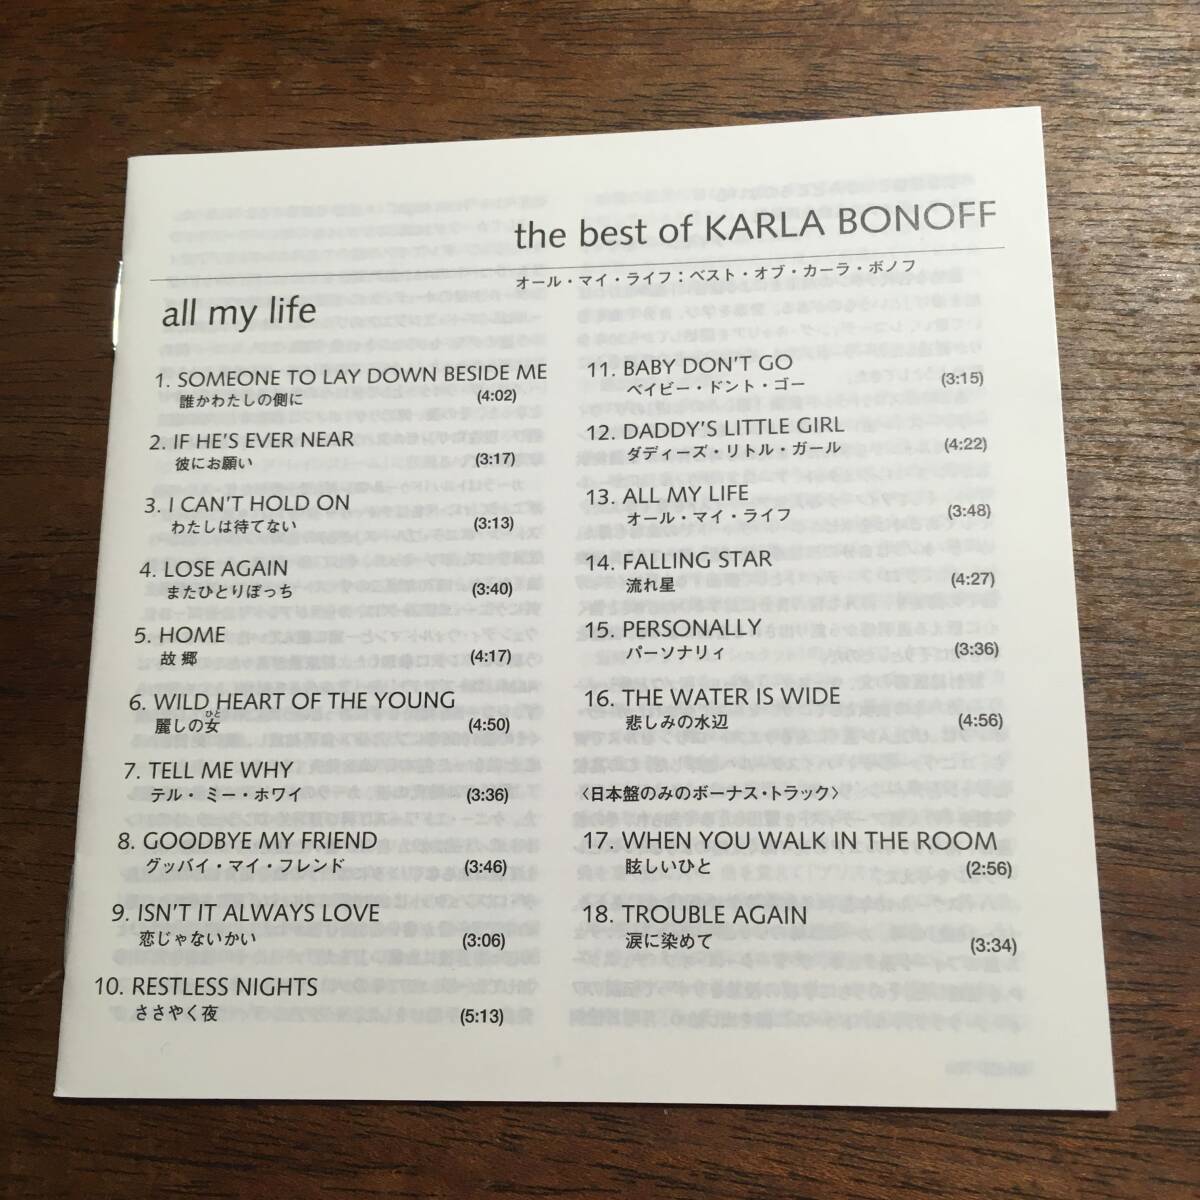 the best of KARLA BONOFF
オール・マイ・ライフ：ベスト・オブ・カーラ・ボノフ
all my life
1. SOMEONE TO LAY DOWN BESIDE ME
誰かわたしの側に (4:02)
2. IF HE'S EVER NEAR
彼にお願い (3:17)
3. I CAN'T HOLD ON
わたしは待てない (3:13)
4. LOSE AGAIN
またひとりぼっち (3:40)
5. HOME
故郷 (4:17)
6. WILD HEART OF THE YOUNG
ひと
麗しの女 (4:50)
7. TELL ME WHY
テル・ミー・ホワイ (3:36)
8. GOODBYE MY FRIEND
グッバイ・マイ・フレンド (3:46)
9. ISN'T IT ALWAYS LOVE
恋じゃないかい (3:06)
10. RESTLESS NIGHTS
ささやく夜 (5:13)
11. BABY DON'T GO
ベイビー・ドント・ゴー (3:15)
12. DADDY'S LITTLE GIRL
ダディーズ・リトル・ガール (4:22)
13. ALL MY LIFE
オール・マイ・ライフ (3:48)
14. FALLING STAR
流れ星 (4:27)
15. PERSONALLY
パーソナリィ (3:36)
16. THE WATER IS WIDE
悲しみの水辺 (4:56)
〈日本盤のみのボーナス・トラック〉
17. WHEN YOU WALK IN THE ROOM
眩しいひと (2:56)
18. TROUBLE AGAIN
涙に染めて (3:34)